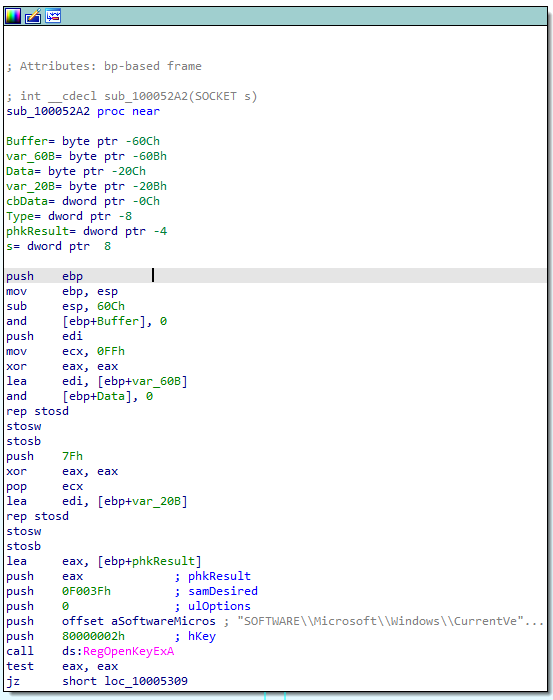 ; Attributes: bp-based frame
; int __cdecl sub_100052A2(SOCKET s)
sub_100052A2 proc near
Buffer= byte ptr -60Ch
var_60B= byte ptr -60Bh
Data= byte ptr -20Ch
var_20B= byte ptr -20Bh
cbData= dword ptr -0Ch
Type= dword ptr -8
phkResult= dword ptr -4
s= dword ptr  8
push    ebp
mov     ebp, esp
sub     esp, 60Ch
and     [ebp+Buffer], 0
push    edi
mov     ecx, 0FFh
xor     eax, eax
lea     edi, [ebp+var_60B]
and     [ebp+Data], 0
rep stosd
stosw
stosb
push    7Fh
xor     eax, eax
pop     ecx
lea     edi, [ebp+var_20B]
rep stosd
stosw
stosb
lea     eax, [ebp+phkResult]
push    eax             ; phkResult
push    0F003Fh         ; samDesired
push    0               ; ulOptions
push    offset aSoftwareMicros ; "SOFTWARE\\Microsoft\\Windows\\CurrentVe"...
push    80000002h       ; hKey
call    ds:RegOpenKeyExA
test    eax, eax
jz      short loc_10005309